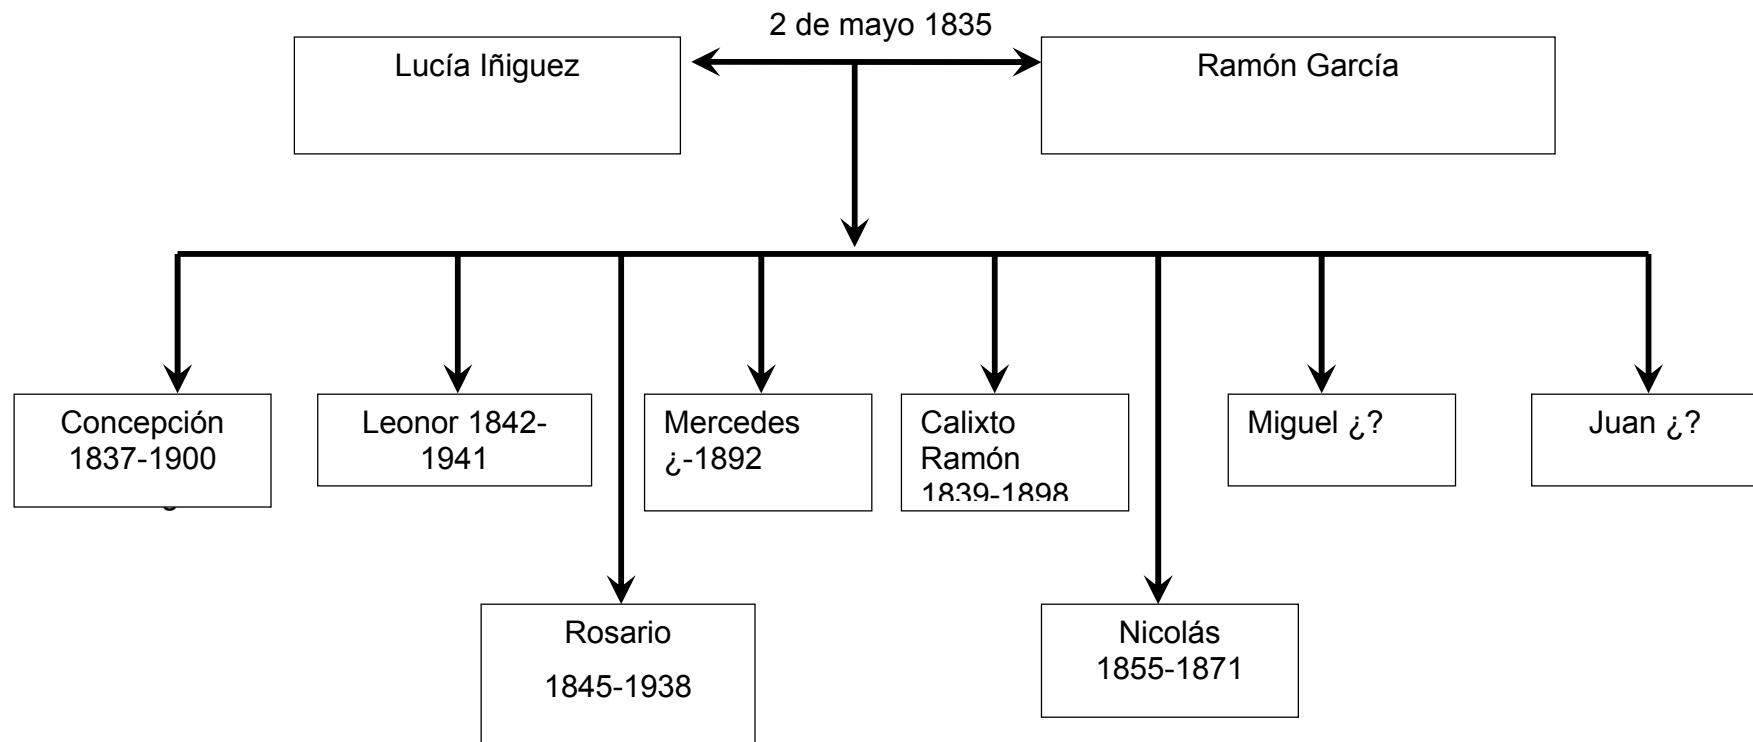 2 de mayo 1835
Lucía Iñiguez
Ramón García
Concepción
1837-1900
Leonor 1842-
1941
Mercedes
¿-1892
Calixto
Ramón
1839-1898
Miguel ¿?
Juan ¿?
Rosario
1845-1938
Nicolás
1855-1871